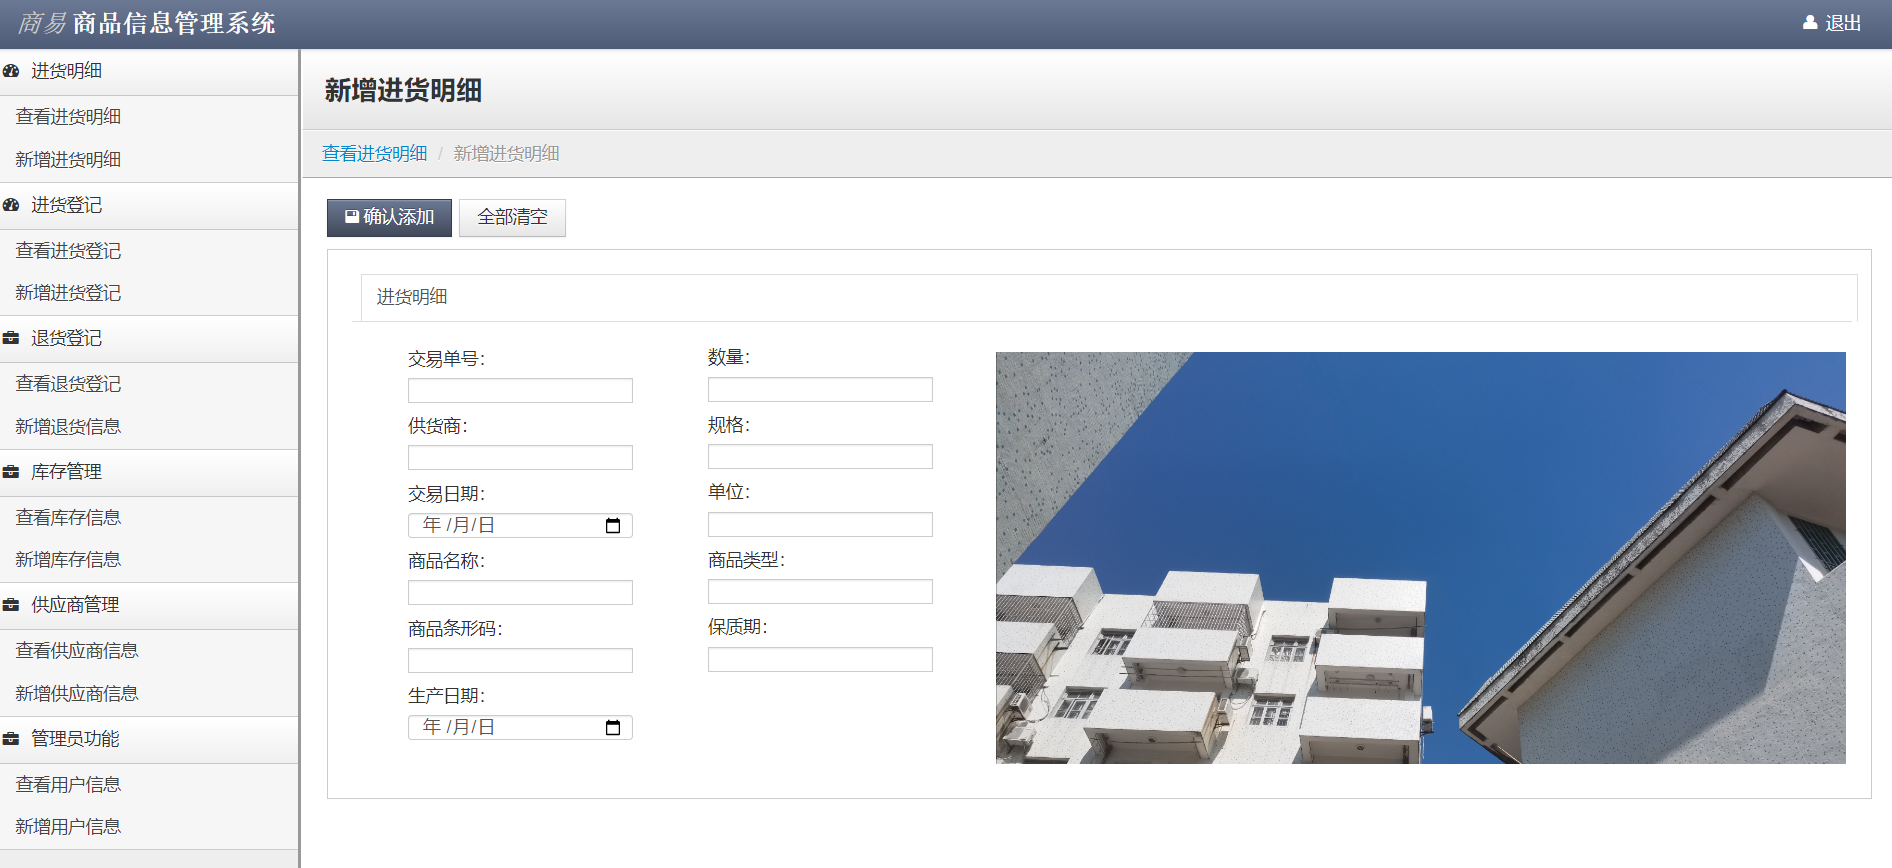 商易 商品信息管理系统
退出
进货明细
查看进货明细
新增进货明细
进货登记
查看进货登记
新增进货登记
退货登记
查看退货登记
新增退货信息
库存管理
查看库存信息
新增库存信息
供应商管理
查看供应商信息
新增供应商信息
管理员功能
查看用户信息
新增用户信息
新增进货明细
查看进货明细 / 新增进货明细
确认添加 全部清空
进货明细
交易单号：
供货商：
交易日期：
年 /月/日
商品名称：
商品条形码：
生产日期：
年 /月/日
数量：
规格：
单位：
商品类型：
保质期：